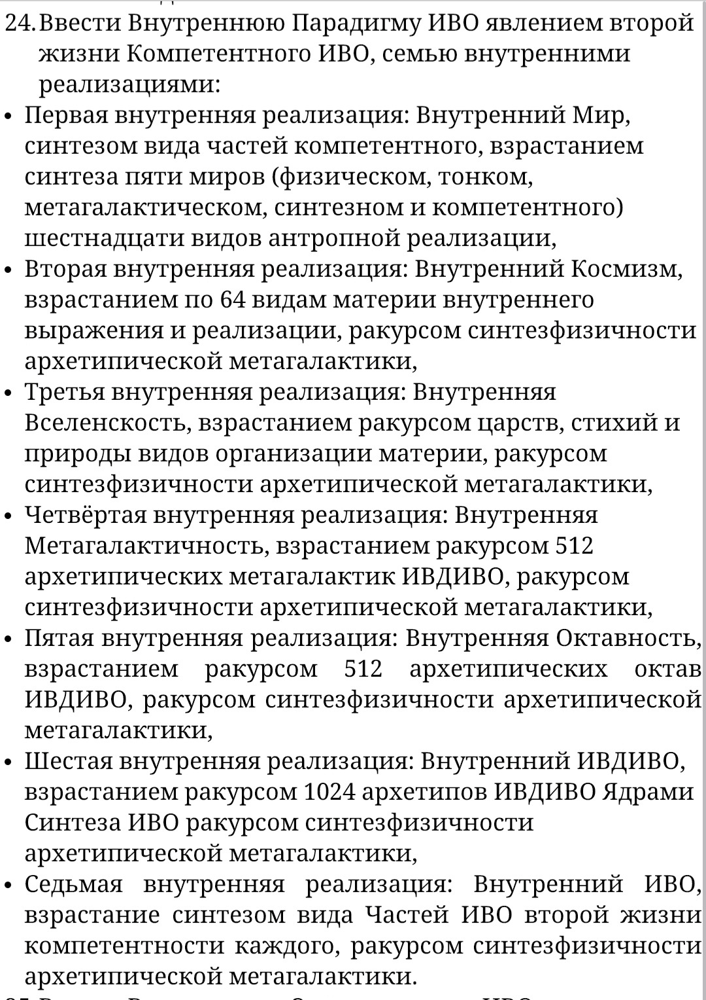 24. Ввести Внутреннюю Парадигму ИВО явлением второй
жизни Компетентного ИВО, семью внутренними
реализациями:
• Первая внутренняя реализация: Внутренний Мир,
синтезом вида частей компетентного, взрастанием
синтеза пяти миров (физическом, тонком,
метагалактическом, синтезном и компетентного)
шестнадцати видов антропной реализации,
• Вторая внутренняя реализация: Внутренний Космизм,
взрастанием по 64 видам материи внутреннего
выражения и реализации, ракурсом синтезфизичности
архетипической метагалактики,
• Третья внутренняя реализация: Внутренняя
Вселенскость, взрастанием ракурсом царств, стихий и
природы видов организации материи, ракурсом
синтезфизичности архетипической метагалактики,
• Четвёртая внутренняя реализация: Внутренняя
Метагалактичность, взрастанием ракурсом 512
архетипических метагалактик ИВДИВО, ракурсом
синтезфизичности архетипической метагалактики,
• Пятая внутренняя реализация: Внутренняя Октавность,
взрастанием ракурсом 512 архетипических октав
ИВДИВО, ракурсом синтезфизичности архетипической
метагалактики,
• Шестая внутренняя реализация: Внутренний ИВДИВО,
взрастанием ракурсом 1024 архетипов ИВДИВО Ядрами
Синтеза ИВО ракурсом синтезфизичности
архетипической метагалактики,
• Седьмая внутренняя реализация: Внутренний ИВО,
взрастание синтезом вида Частей ИВО второй жизни
компетентности каждого, ракурсом синтезфизичности
архетипической метагалактики.